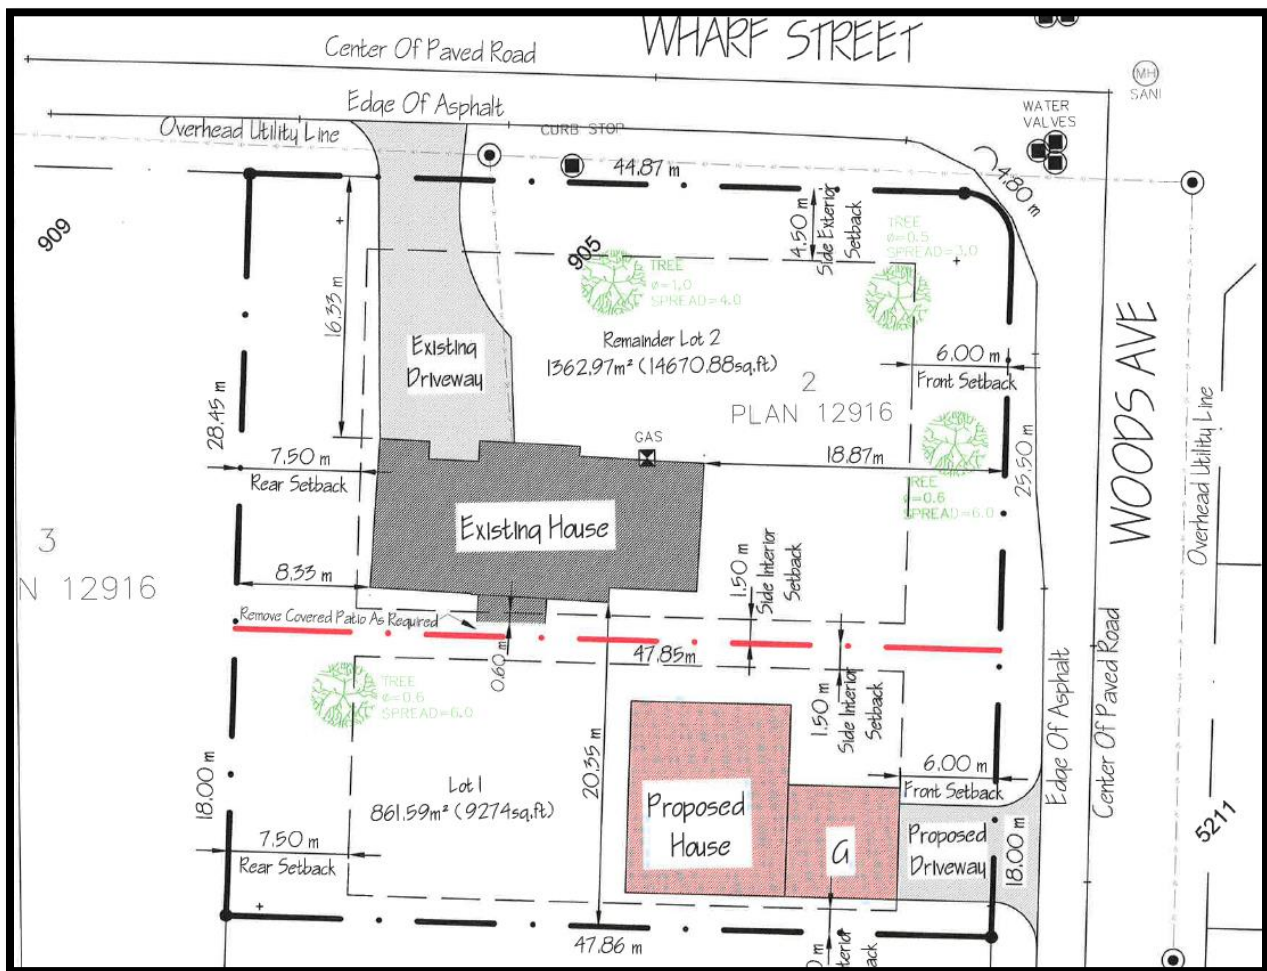 WHARF STREET
Center Of Paved Road
MH
SANI
Edge Of Asphalt
WATER
VALVES
Overhead Utility Line
CURB STOP
44.87 m
4.80 m
909
905
4.50 m
Side Exterior
Setback
TREE
ø=0.5
SPREAD=3.0
TREE
ø=1.0
SPREAD=4.0
16.33 m
Existing
Driveway
Remainder Lot 2
1362.97m² (14670.88sq.ft)
6.00 m
Front Setback
2
PLAN 12916
WOODS AVE
Overhead Utility Line
28.45 m
GAS
18.87m
25.50 m
7.50 m
Rear Setback
TREE
ø=0.6
SPREAD=6.0
Existing House
3
N 12916
8.33 m
1.50 m
Side Interior
Setback
Remove Covered Patio As Required
47.85m
0.60 m
TREE
ø=0.6
SPREAD=6.0
1.50 m
Side Interior
Setback
Edge Of Asphalt
Center Of Paved Road
18.00 m
20.35 m
6.00 m
Front Setback
Lot 1
861.59m² (9274sq.ft)
Proposed
House
G
Proposed
Driveway
18.00 m
5211
7.50 m
Rear Setback
47.86 m